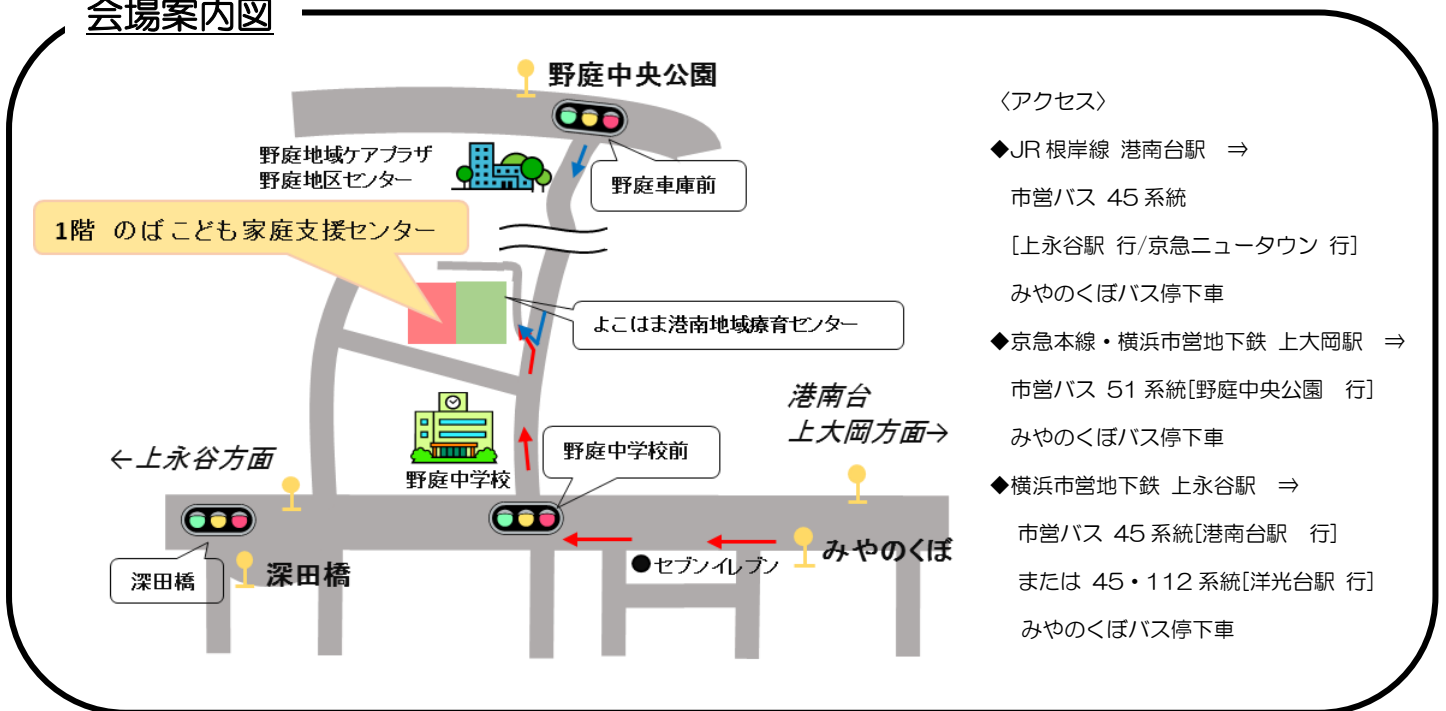 会場案内図
野庭中央公園
野庭地域ケアプラザ
野庭地区センター
野庭車庫前
1階 のばこども家庭支援センター
よこはま港南地域療育センター
港南台
上大岡方面→
←上永谷方面
野庭中学校
野庭中学校前
深田橋
深田橋
●セブンイレブン
みやのくぼ
〈アクセス〉
◆JR根岸線 港南台駅 ⇒
市営バス 45系統
[上永谷駅 行/京急ニュータウン 行]
みやのくぼバス停下車
◆京急本線・横浜市営地下鉄 上大岡駅 ⇒
市営バス 51系統[野庭中央公園 行]
みやのくぼバス停下車
◆横浜市営地下鉄 上永谷駅 ⇒
市営バス 45系統[港南台駅 行]
または 45・112系統[洋光台駅 行]
みやのくぼバス停下車